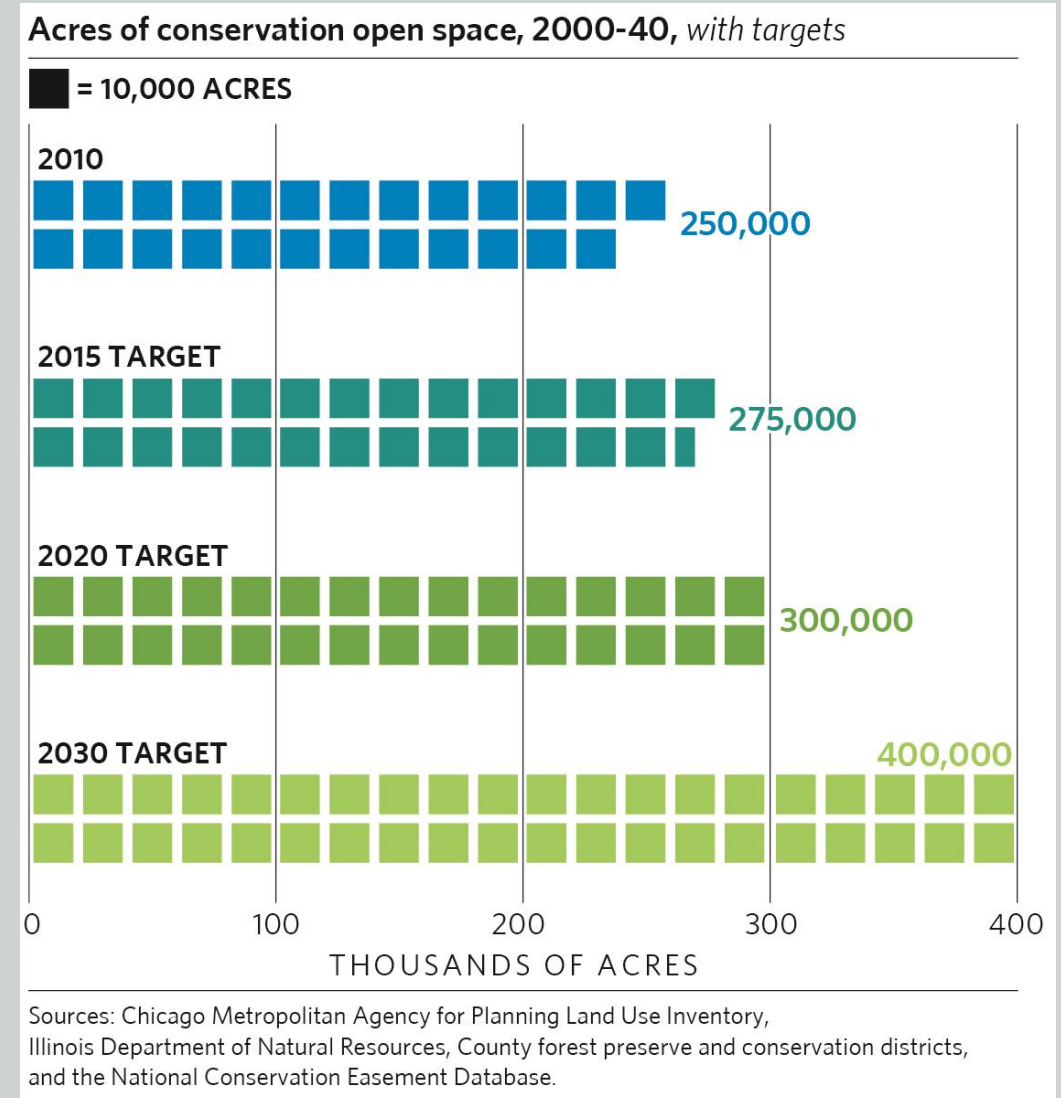 Acres of conservation open space, 2000-40, with targets
= 10,000 ACRES
2010
250,000
2015 TARGET
275,000
2020 TARGET
300,000
2030 TARGET
400,000
0 100 200 300 400
THOUSANDS OF ACRES
Sources: Chicago Metropolitan Agency for Planning Land Use Inventory,
Illinois Department of Natural Resources, County forest preserve and conservation districts,
and the National Conservation Easement Database.